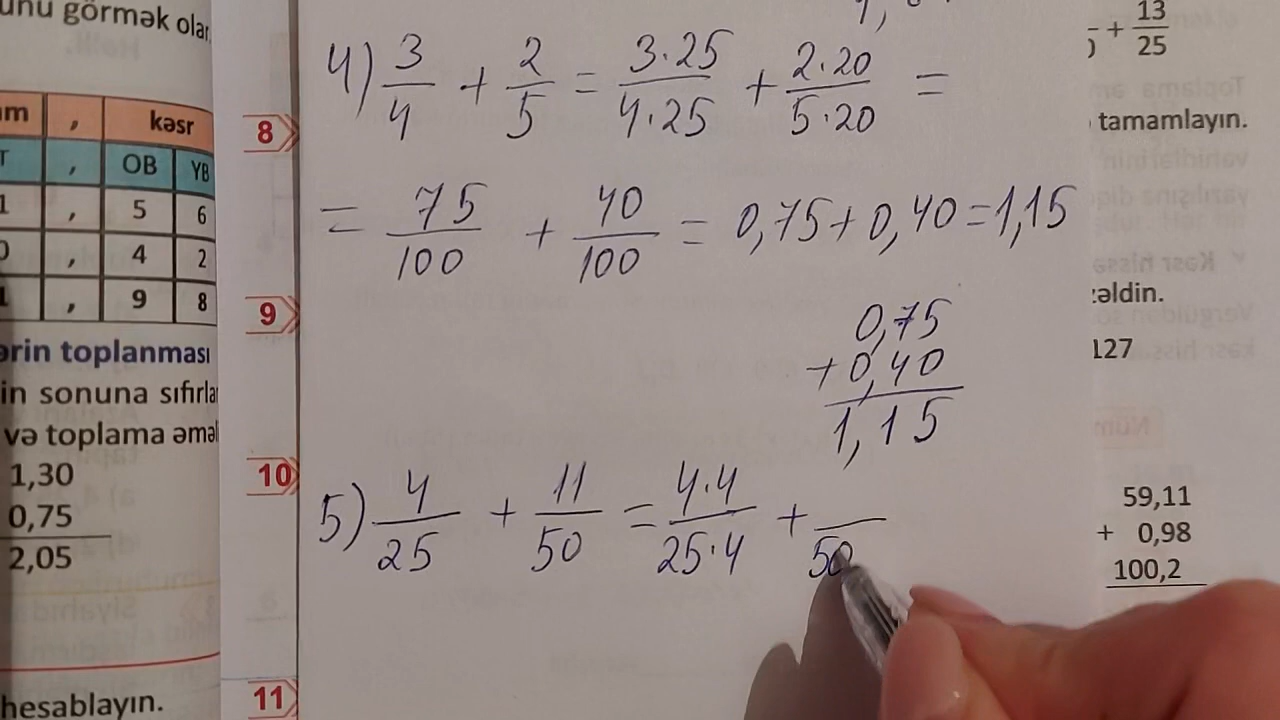 unu görmək olar.
, kəsr
T , OB YB
1 , 5 6
0 , 4 2
1 , 9 8
ərin toplanması
in sonuna sıfırla
və toplama əməl
1,30
0,75
2,05
hesablayın.
8
9
10
11
4) 3/4 + 2/5 = 3·25/4·25 + 2·20/5·20 =
= 75/100 + 40/100 = 0,75 + 0,40 = 1,15
0,75
+ 0,40
1,15
5) 4/25 + 11/50 = 4·4/25·4 + /50
+ 13/25
tamamlayın.
zəldin.
127
59,11
+ 0,98
100,2